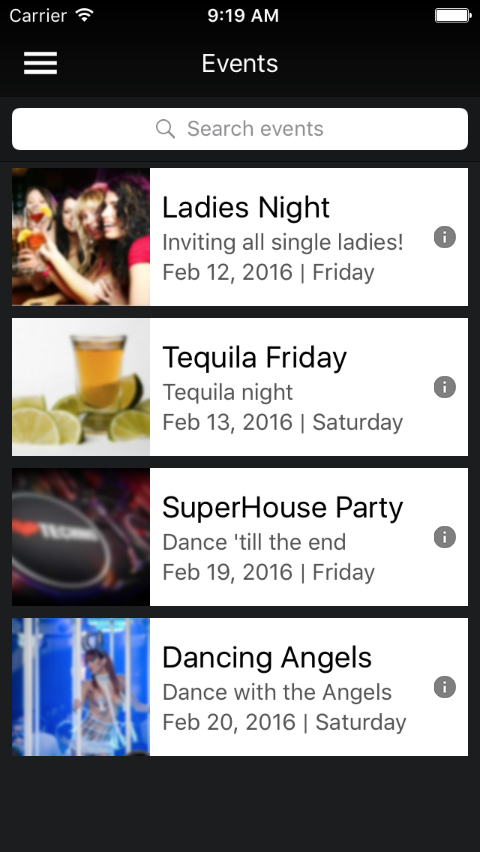 Carrier 9:19 AM
Events
Search events
Ladies Night
Inviting all single ladies!
Feb 12, 2016 | Friday
Tequila Friday
Tequila night
Feb 13, 2016 | Saturday
TECHNO
SuperHouse Party
Dance 'till the end
Feb 19, 2016 | Friday
Dancing Angels
Dance with the Angels
Feb 20, 2016 | Saturday